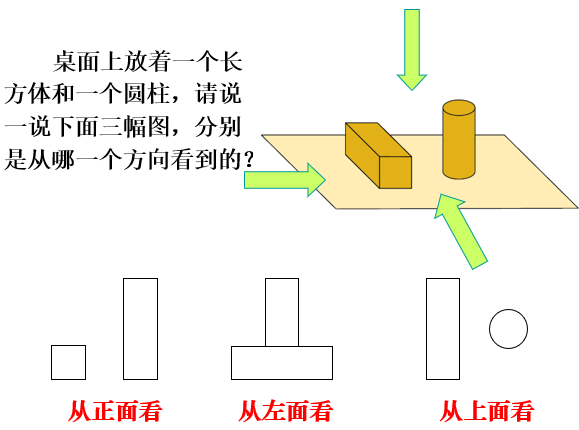 桌面上放着一个长
方体和一个圆柱，请说
一说下面三幅图，分别
是从哪一个方向看到的？
从正面看 从左面看 从上面看